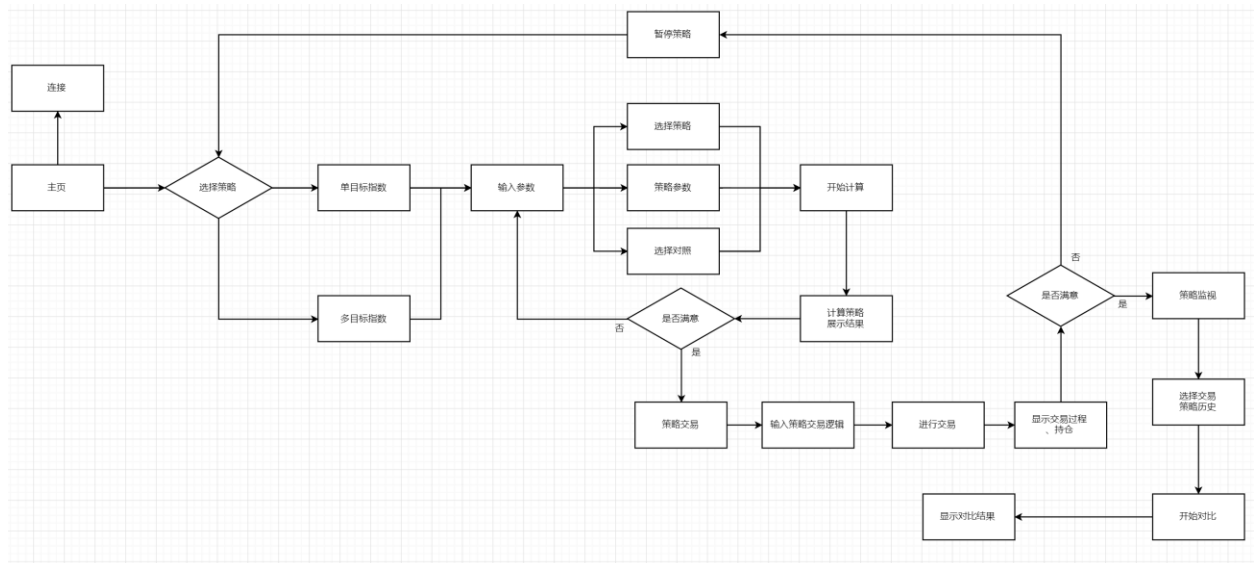 暂停策略
连接
选择策略
主页
选择策略
单目标指数
输入参数
策略参数
开始计算
选择对照
否
是否满意
策略监视
是
多目标指数
是否满意
计算策略
展示结果
否
是
选择交易
策略历史
策略交易
输入策略交易逻辑
进行交易
显示交易过程
、持仓
显示对比结果
开始对比